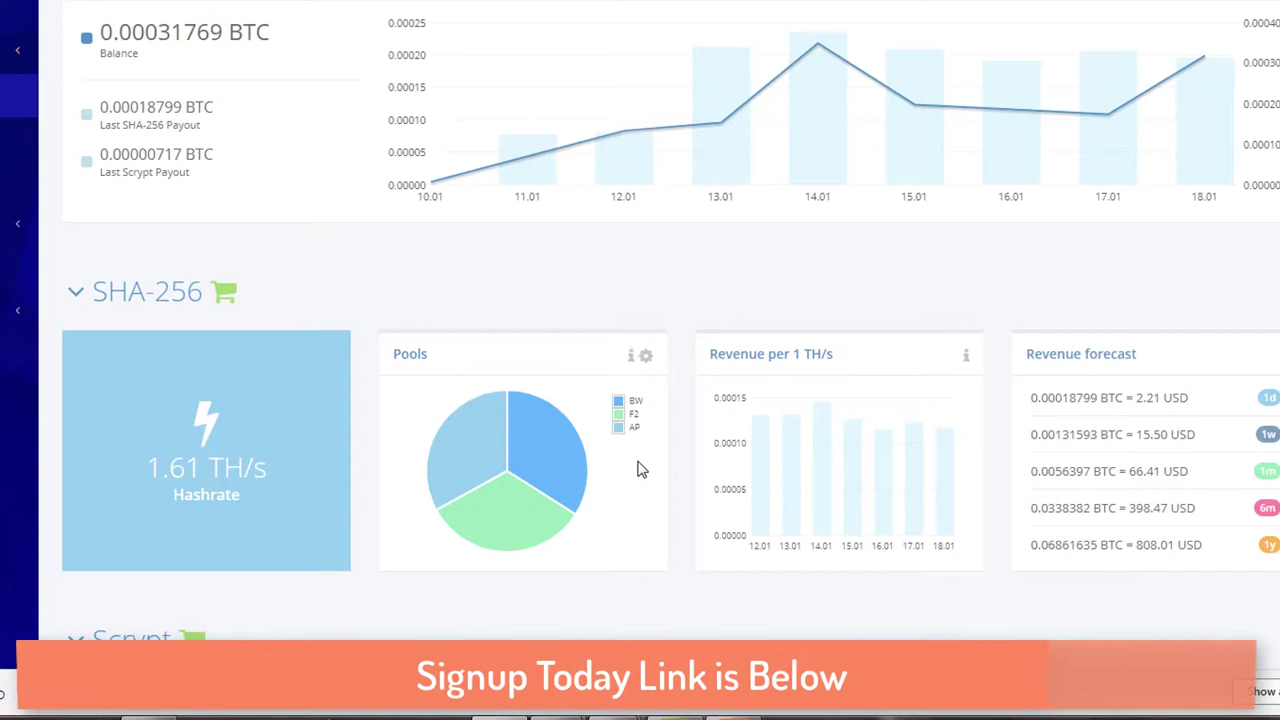 0.00031769 BTC
Balance
0.00018799 BTC
Last SHA-256 Payout
0.00000717 BTC
Last Scrypt Payout
0.00025
0.00020
0.00015
0.00010
0.00005
0.00000
10.01 11.01 12.01 13.01 14.01 15.01 16.01 17.01 18.01
SHA-256
1.61 TH/s
Hashrate
Pools
BW
F2
AP
Revenue per 1 TH/s
0.00015
0.00010
0.00005
0.00000
12.01 13.01 14.01 15.01 16.01 17.01 18.01
Revenue forecast
0.00018799 BTC = 2.21 USD 1d
0.00131593 BTC = 15.50 USD 1w
0.0056397 BTC = 66.41 USD 1m
0.0338382 BTC = 398.47 USD 6m
0.06861635 BTC = 808.01 USD 1y
Scrypt
Signup Today Link is Below
Show